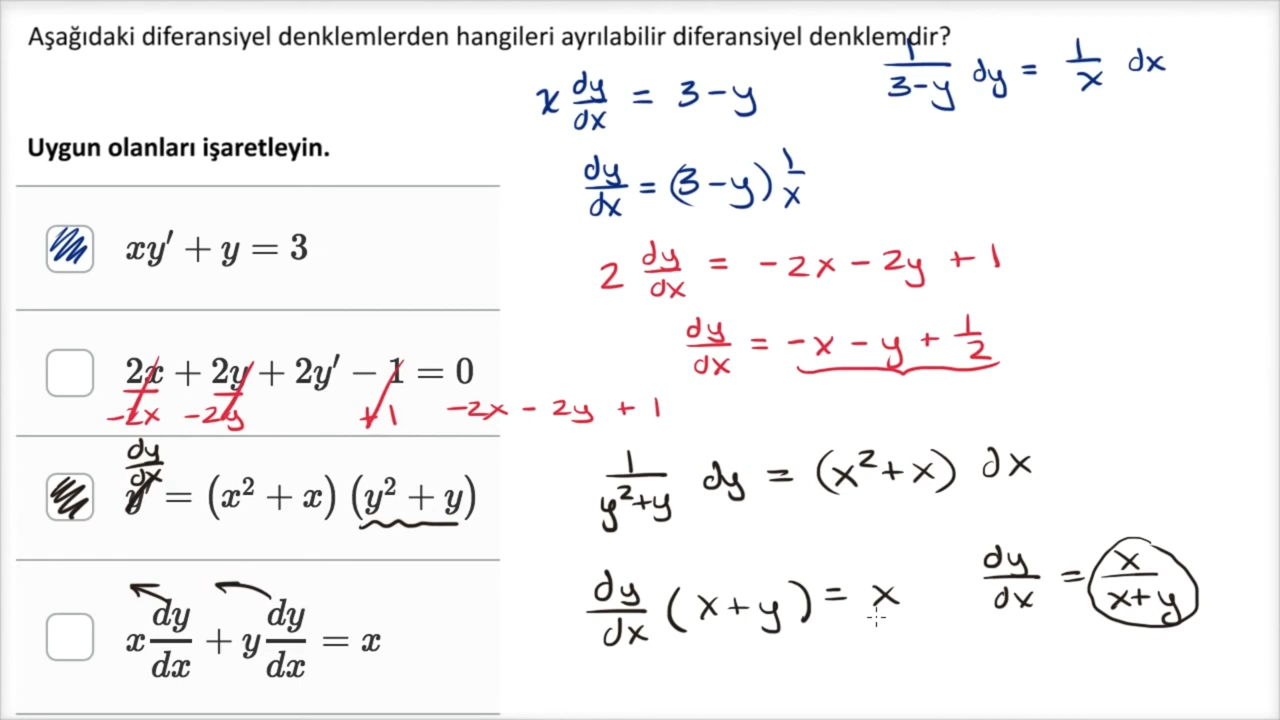 Aşağıdaki diferansiyel denklemlerden hangileri ayrılabilir diferansiyel denklemdir?
x dy/dx = 3 - y
1/(3-y) dy = 1/x dx
Uygun olanları işaretleyin.
dy/dx = (3 - y) 1/x
xy′ + y = 3
2 dy/dx = -2x - 2y + 1
dy/dx = -x - y + 1/2
2x + 2y + 2y′ − 1 = 0
-2x -2y +1 -2x - 2y + 1
dy/dx
y′ = (x² + x) (y² + y)
1/(y²+y) dy = (x²+x) dx
x dy/dx + y dy/dx = x
dy/dx (x+y) = x
dy/dx = x/(x+y)